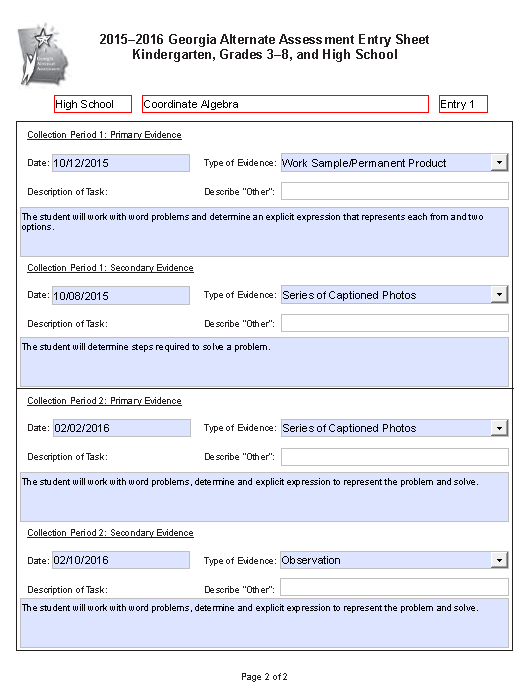 2015–2016 Georgia Alternate Assessment Entry Sheet
Kindergarten, Grades 3–8, and High School
Georgia
Alternate
Assessment
High School Coordinate Algebra Entry 1
Collection Period 1: Primary Evidence
Date: 10/12/2015 Type of Evidence: Work Sample/Permanent Product
Description of Task: Describe "Other":
The student will work with word problems and determine an explicit expression that represents each from and two
options.
Collection Period 1: Secondary Evidence
Date: 10/08/2015 Type of Evidence: Series of Captioned Photos
Description of Task: Describe "Other":
The student will determine steps required to solve a problem.
Collection Period 2: Primary Evidence
Date: 02/02/2016 Type of Evidence: Series of Captioned Photos
Description of Task: Describe "Other":
The student will work with word problems, determine and explicit expression to represent the problem and solve.
Collection Period 2: Secondary Evidence
Date: 02/10/2016 Type of Evidence: Observation
Description of Task: Describe "Other":
The student will work with word problems, determine and explicit expression to represent the problem and solve.
Page 2 of 2